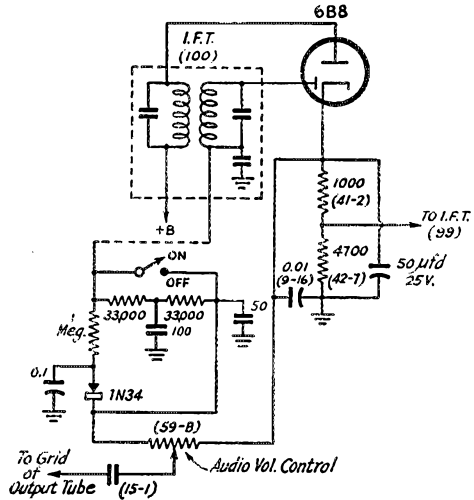 6B8
I.F.T.
(100)
1000
(41-2)
TO I.F.T.
(99)
+B
ON
OFF
4700
(42-7)
0.01
(9-16)
50 µfd
25V.
33,000
33,000
100
50
1
Meg.
0.1
1N34
(59-B)
To Grid
of
Output Tube
(15-1)
Audio Vol. Control